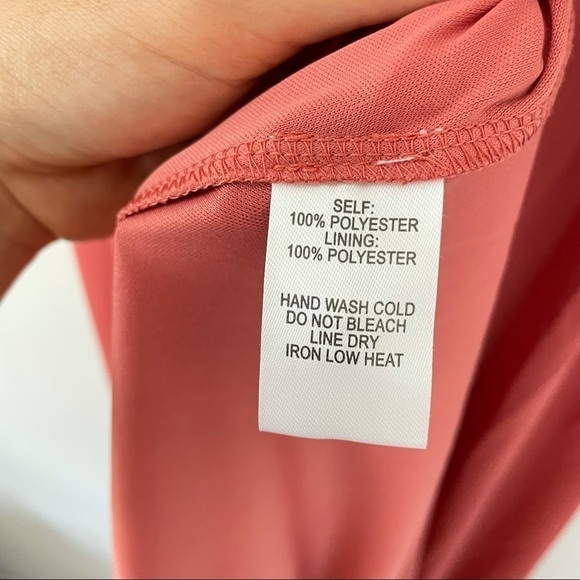 SELF:
100% POLYESTER
LINING:
100% POLYESTER
HAND WASH COLD
DO NOT BLEACH
LINE DRY
IRON LOW HEAT